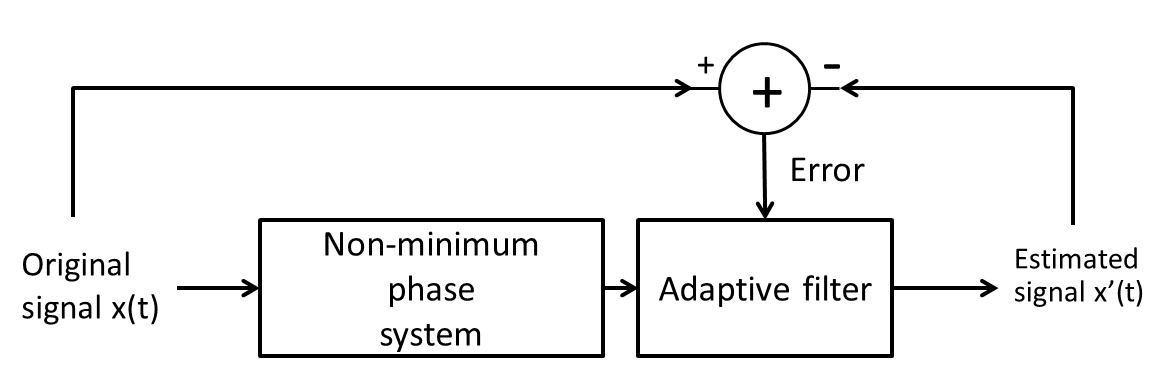 +
−
+
Error
Original
signal x(t)
Non-minimum
phase
system
Adaptive filter
Estimated
signal x’(t)